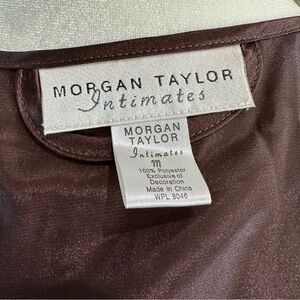 MORGAN TAYLOR
Intimates
MORGAN
TAYLOR
Intimates
M
100% Polyester
Exclusive of
Decoration
Made in China
WPL 8046